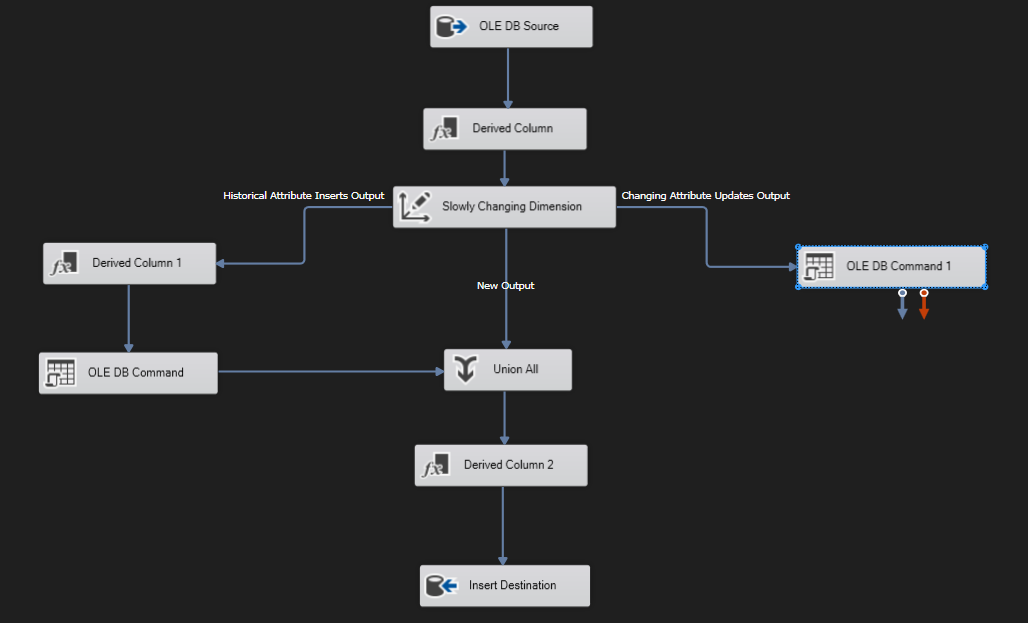 OLE DB Source
Derived Column
Historical Attribute Inserts Output
Slowly Changing Dimension
Changing Attribute Updates Output
Derived Column 1
OLE DB Command 1
New Output
OLE DB Command
Union All
Derived Column 2
Insert Destination